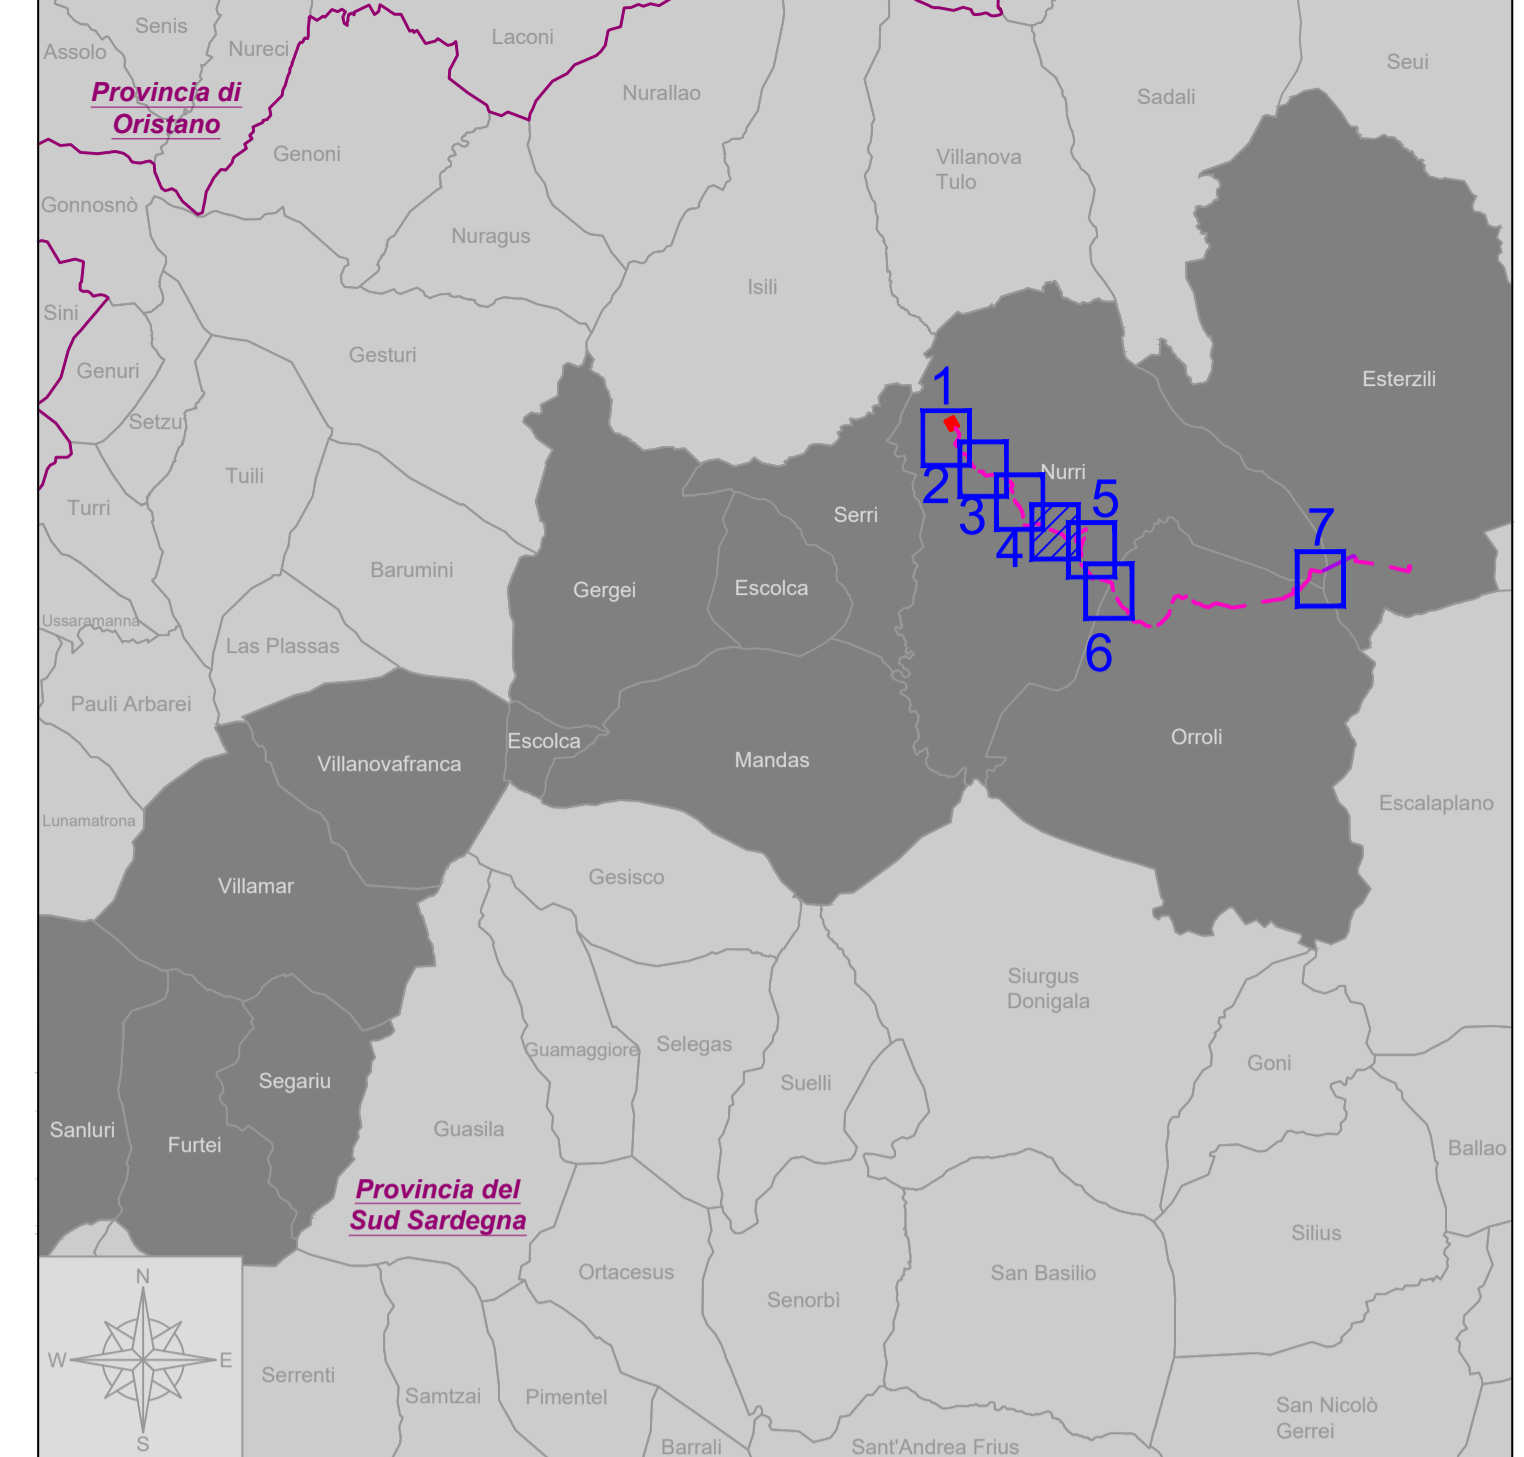 Senis
Assolo
Nureci
Laconi
Seui
Provincia di
Oristano
Nurallao
Sadali
Genoni
Villanova
Tulo
Gonnosnò
Nuragus
Isili
Sini
Gesturi
Genuri
Esterzili
1
Setzu
Nurri
Tuili
2
5
Turri
Serri
3
7
4
Barumini
Gergei
Escolca
Ussaramanna
Las Plassas
6
Pauli Arbarei
Orroli
Escolca
Villanovafranca
Mandas
Escalaplano
Lunamatrona
Gesisco
Villamar
Siurgus
Donigala
Guamaggiore
Selegas
Goni
Segariu
Suelli
Sanluri
Guasila
Furtei
Ballao
Provincia del
Sud Sardegna
Silius
Ortacesus
San Basilio
N
Senorbì
W
E
Serrenti
Samtzai
Pimentel
San Nicolò
Gerrei
S
Barrali
Sant'Andrea Frius